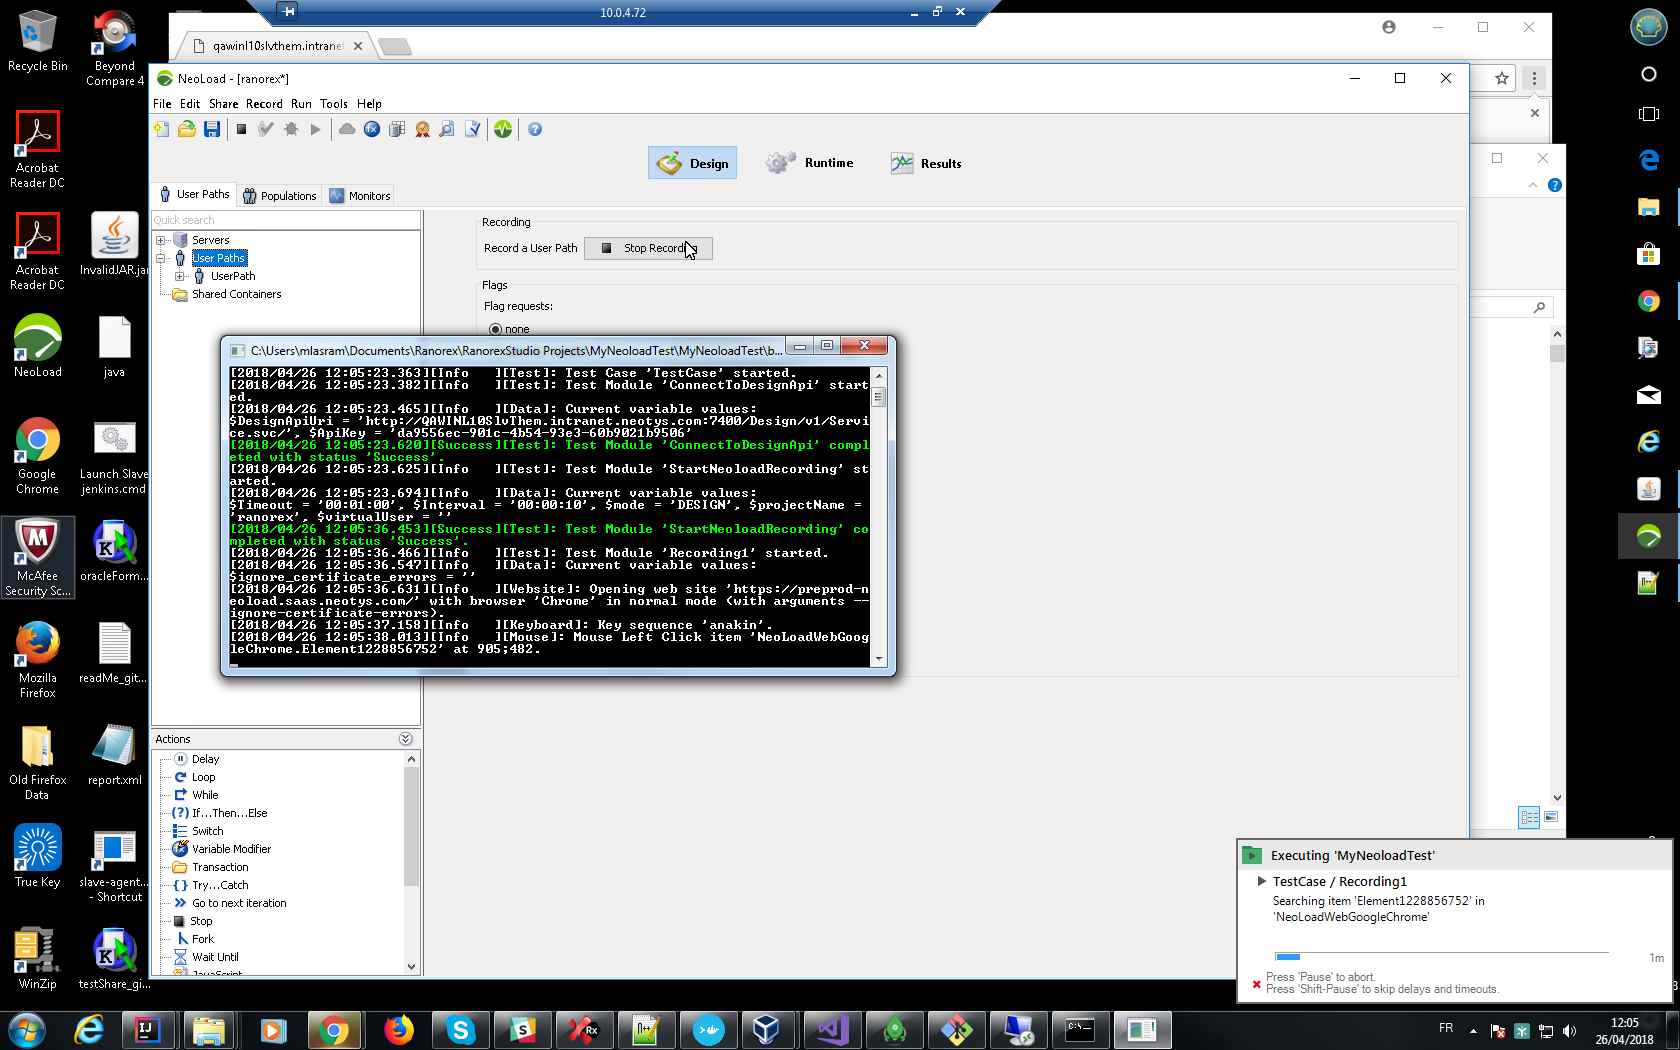 10.0.4.72
qawinl10slvthem.intrane
NeoLoad - [ranorex*]
File Edit Share Record Run Tools Help
Design
Runtime
Results
User Paths
Populations
Monitors
Quick search
Servers
User Paths
UserPath
Shared Containers
Recording
Record a User Path
Stop Recording
Flags
Flag requests:
none
C:\Users\mlasram\Documents\Ranorex\RanorexStudio Projects\MyNeoloadTest\MyNeoloadTest\b...
[2018/04/26 12:05:23.363][Info   ][Test]: Test Case 'TestCase' started.
[2018/04/26 12:05:23.382][Info   ][Test]: Test Module 'ConnectToDesignApi' start
ed.
[2018/04/26 12:05:23.465][Info   ][Data]: Current variable values:
$DesignApiUri = 'http://QAWINL10SlvThem.intranet.neotys.com:7400/Design/v1/Servi
ce.svc/', $ApiKey = 'da9556ec-901c-4b54-93e3-60b9021b9506'
[2018/04/26 12:05:23.620][Success][Test]: Test Module 'ConnectToDesignApi' compl
eted with status 'Success'.
[2018/04/26 12:05:23.625][Info   ][Test]: Test Module 'StartNeoloadRecording' st
arted.
[2018/04/26 12:05:23.694][Info   ][Data]: Current variable values:
$Timeout = '00:01:00', $Interval = '00:00:10', $mode = 'DESIGN', $projectName =
'ranorex', $virtualUser = ''
[2018/04/26 12:05:36.453][Success][Test]: Test Module 'StartNeoloadRecording' co
mpleted with status 'Success'.
[2018/04/26 12:05:36.466][Info   ][Test]: Test Module 'Recording1' started.
[2018/04/26 12:05:36.547][Info   ][Data]: Current variable values:
$ignore_certificate_errors = ''
[2018/04/26 12:05:36.631][Info   ][Website]: Opening web site 'https://preprod-n
eoload.saas.neotys.com/' with browser 'Chrome' in normal mode (with arguments --
ignore-certificate-errors).
[2018/04/26 12:05:37.158][Info   ][Keyboard]: Key sequence 'anakin'.
[2018/04/26 12:05:38.013][Info   ][Mouse]: Mouse Left Click item 'NeoLoadWebGoog
leChrome.Element1228856752' at 905;482.
Actions
Delay
Loop
While
If...Then...Else
Switch
Variable Modifier
Transaction
Try...Catch
Go to next iteration
Stop
Fork
Wait Until
JavaScript
Executing 'MyNeoloadTest'
TestCase / Recording1
Searching item 'Element1228856752' in
'NeoLoadWebGoogleChrome'
1m
Press 'Pause' to abort.
Press 'Shift-Pause' to skip delays and timeouts.
Recycle Bin
Beyond
Compare 4
Acrobat
Reader DC
Acrobat
Reader DC
InvalidJAR.jar
NeoLoad
java
Google
Chrome
Launch Slave
jenkins.cmd
McAfee
Security Sc...
oracleForm...
Mozilla
Firefox
readMe_git...
Old Firefox
Data
report.xml
True Key
slave-agent...
- Shortcut
WinZip
testShare_gi...
FR
12:05
26/04/2018